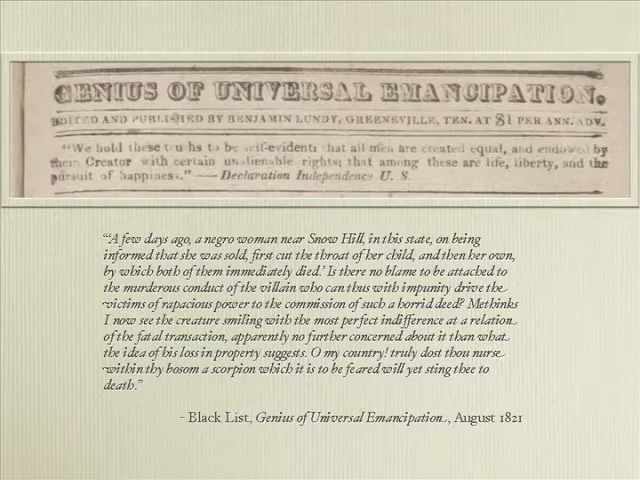 GENIUS OF UNIVERSAL EMANCIPATION.
EDITED AND PUBLISHED BY BENJAMIN LUNDY, GREENEVILLE, TEN. AT $1 PER ANN. ADV.
"We hold these truths to be self-evident: that all men are created equal, and endowed by
their Creator with certain unalienable rights; that among these are life, liberty, and the
pursuit of happiness." — Declaration Independence U. S.
"'A few days ago, a negro woman near Snow Hill, in this state, on being
informed that she was sold, first cut the throat of her child, and then her own,
by which both of them immediately died.' Is there no blame to be attached to
the murderous conduct of the villain who can thus with impunity drive the
victims of rapacious power to the commission of such a horrid deed? Methinks
I now see the creature smiling with the most perfect indifference at a relation
of the fatal transaction, apparently no further concerned about it than what
the idea of his loss in property suggests. O my country! truly dost thou nurse
within thy bosom a scorpion which it is to be feared will yet sting thee to
death."
- Black List, Genius of Universal Emancipation, August 1821